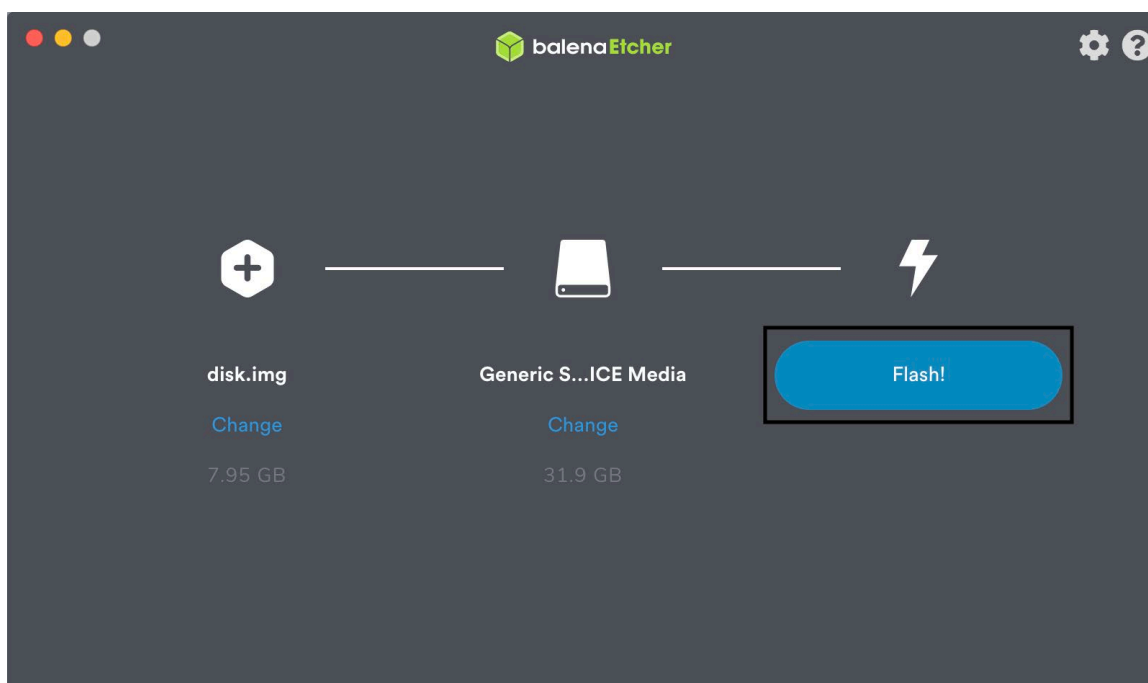 balenaEtcher
disk.img
Change
7.95 GB
Generic S...ICE Media
Change
31.9 GB
Flash!